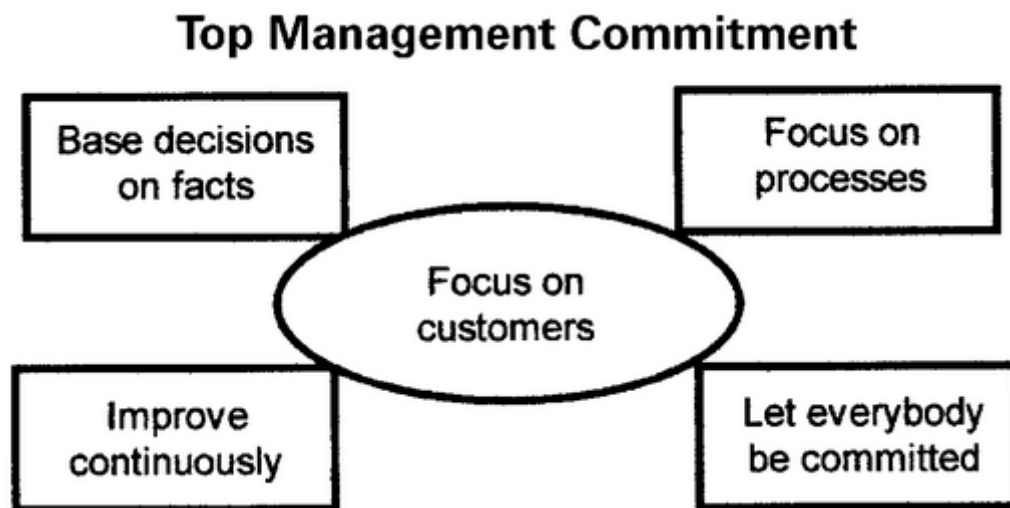 Top Management Commitment
Base decisions
on facts
Focus on
processes
Focus on
customers
Improve
continuously
Let everybody
be committed